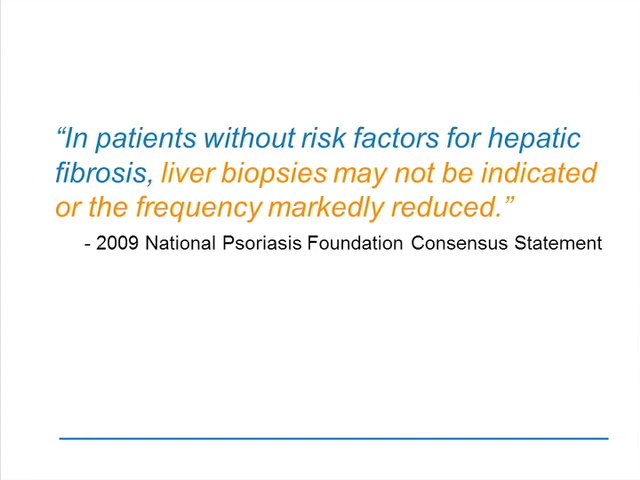 “In patients without risk factors for hepatic
fibrosis, liver biopsies may not be indicated
or the frequency markedly reduced.”
- 2009 National Psoriasis Foundation Consensus Statement